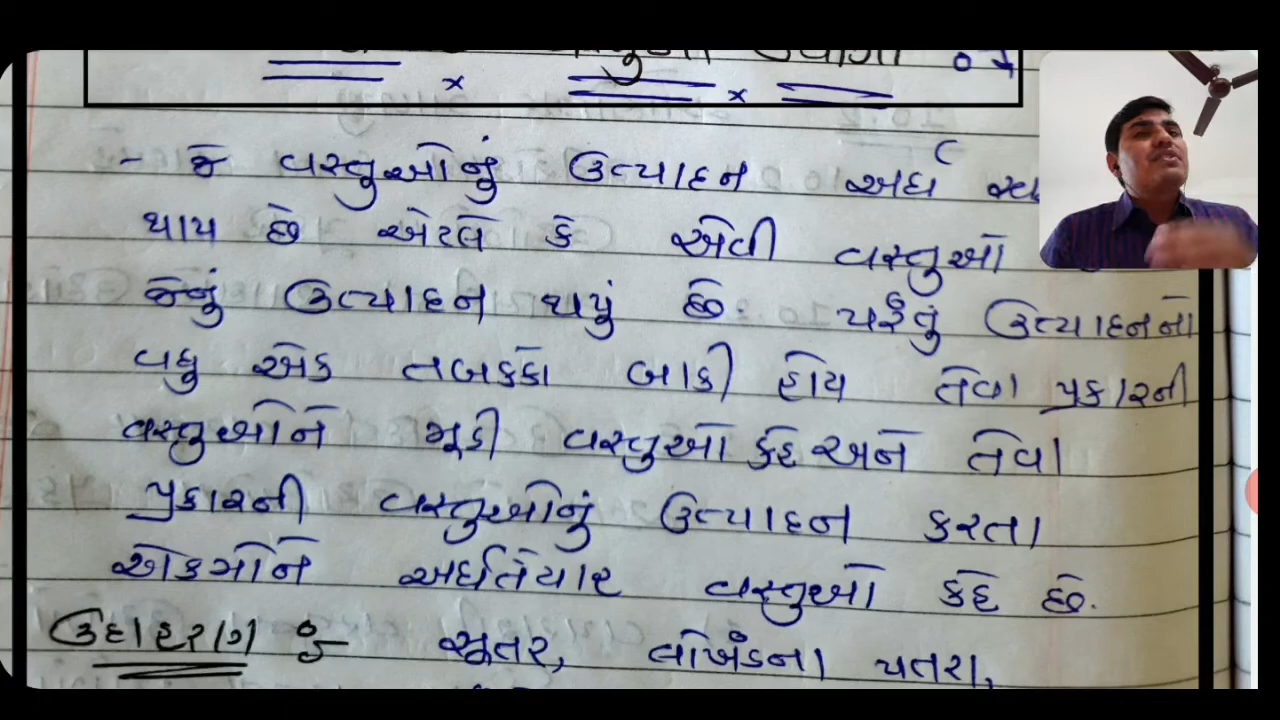 - જે વસ્તુઓનું ઉત્પાદન અર્ધ
થાય છે એટલે કે એવી વસ્તુઓ
જેનું ઉત્પાદન થયું છે. પરંતું ઉત્પાદનનો
વધુ એક તબક્કો બાકી હોય તેવા પ્રકારની
વસ્તુઓને મૂડી વસ્તુઓ કહે અને તેવા
પ્રકારની વસ્તુઓનું ઉત્પાદન કરતા
એકમોને અર્ધતૈયાર વસ્તુઓ કહે છે.
ઉદાહરણ :- સૂતર, લોખંડના પતરા,